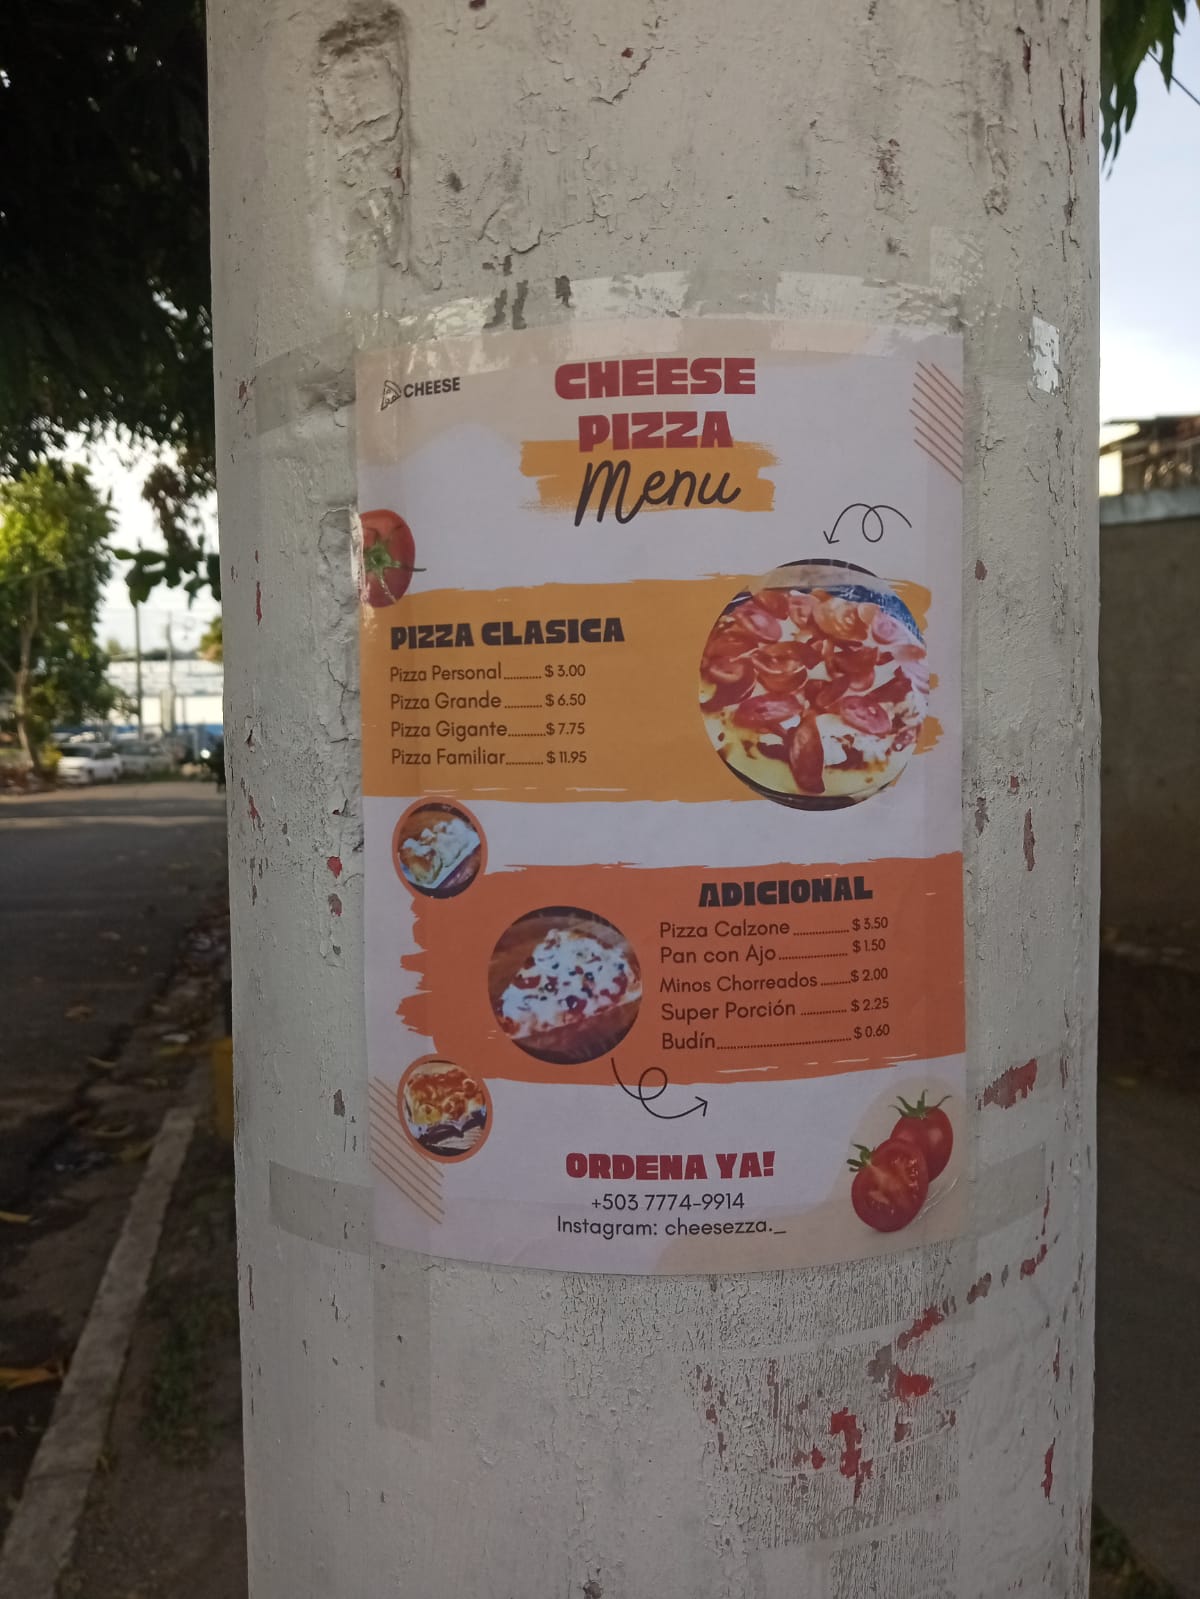 CHEESE
CHEESE
PIZZA
Menu
PIZZA CLASICA
Pizza Personal........... $ 3.00
Pizza Grande........... $ 6.50
Pizza Gigante...........$ 7.75
Pizza Familiar........... $ 11.95
ADICIONAL
Pizza Calzone................. $ 3.50
Pan con Ajo..................... $ 1.50
Minos Chorreados.........$ 2.00
Super Porción.............. $ 2.25
Budín........................................ $ 0.60
ORDENA YA!
+503 7774-9914
Instagram: cheesezza._